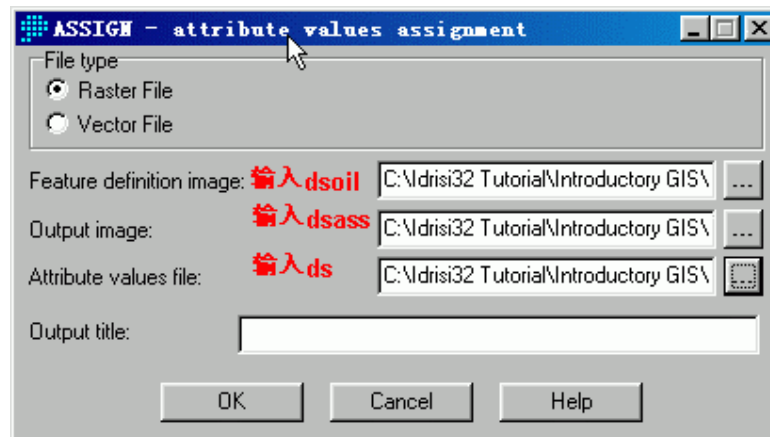 ASSIGN - attribute values assignment
File type
Raster File
Vector File
Feature definition image: 输入dsoil C:\Idrisi32 Tutorial\Introductory GIS\ ...
Output image: 输入dsass C:\Idrisi32 Tutorial\Introductory GIS\ ...
Attribute values file: 输入ds C:\Idrisi32 Tutorial\Introductory GIS\ ...
Output title:
OK Cancel Help